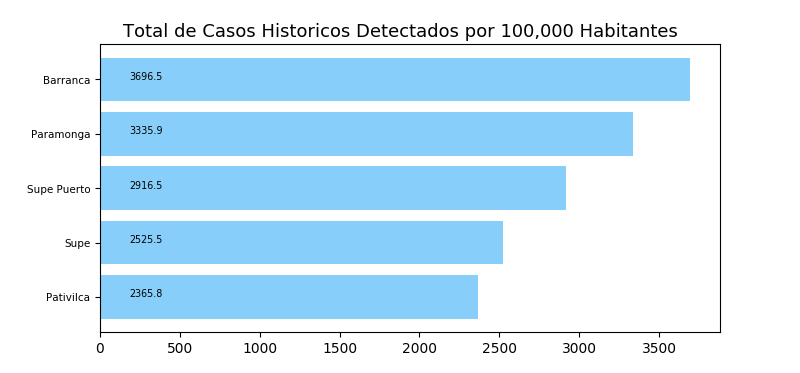 Total de Casos Historicos Detectados por 100,000 Habitantes
Barranca 3696.5
Paramonga 3335.9
Supe Puerto 2916.5
Supe 2525.5
Pativilca 2365.8
0 500 1000 1500 2000 2500 3000 3500